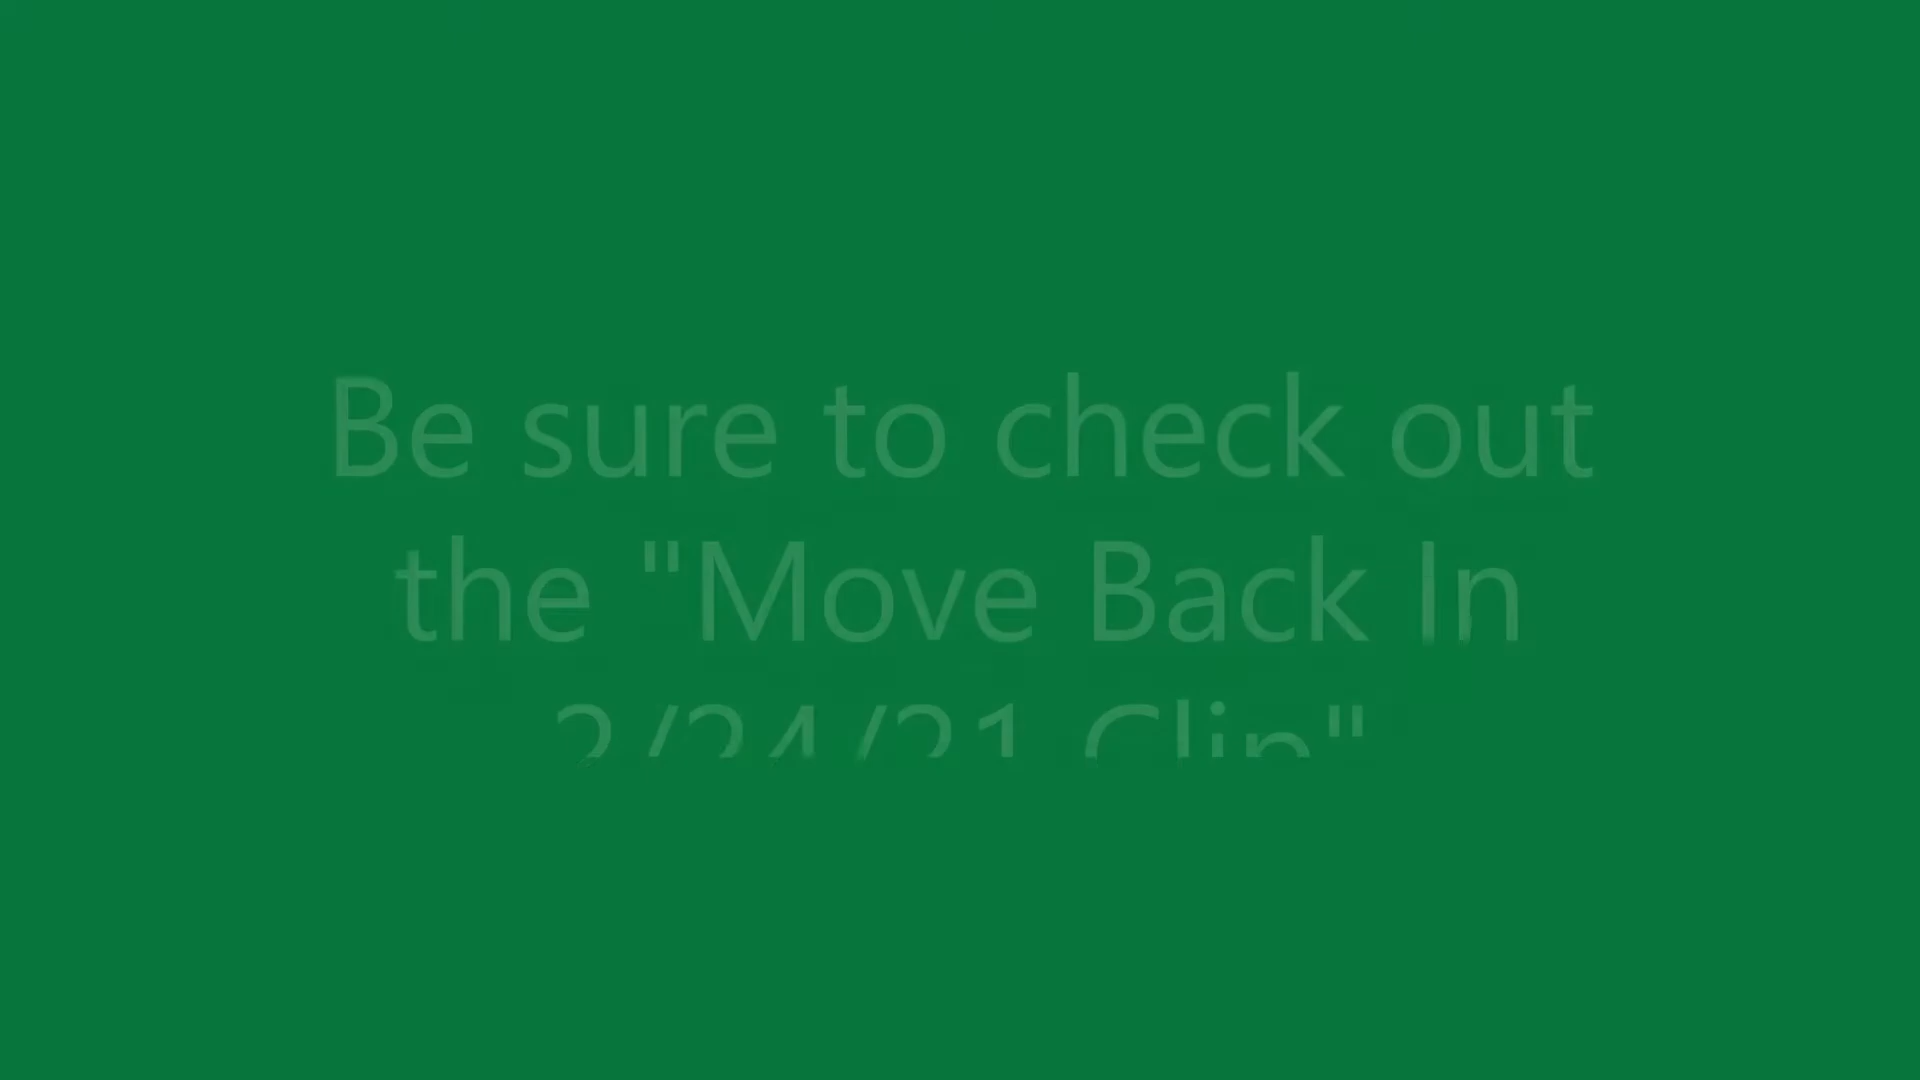 Be sure to check out
the "Move Back In
2/24/21 Clip"